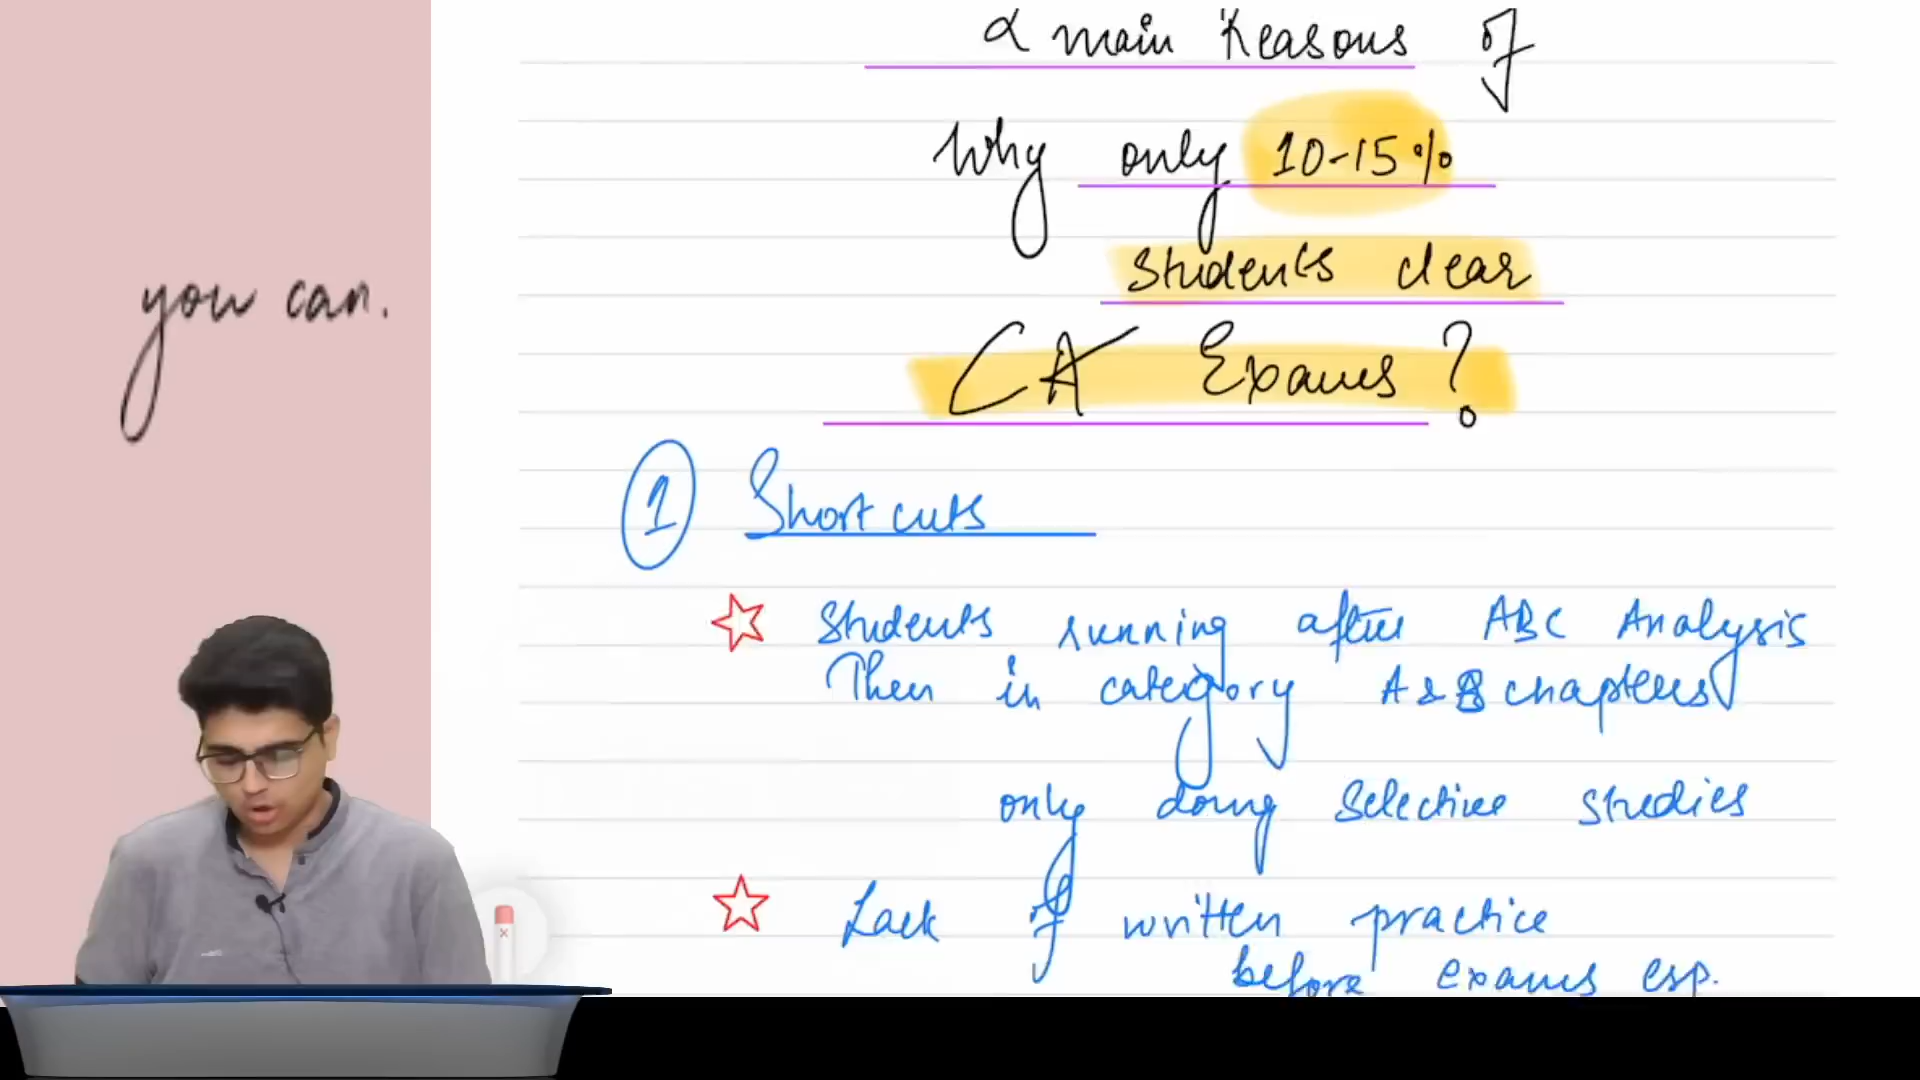 you can.
2 main Reasons of
Why only 10-15%
Students clear
CA Exams?
1 Short cuts
Students running after ABC Analysis
Then in category A & B chapters
only doing Selective studies
Lack of written practice
before exams esp.